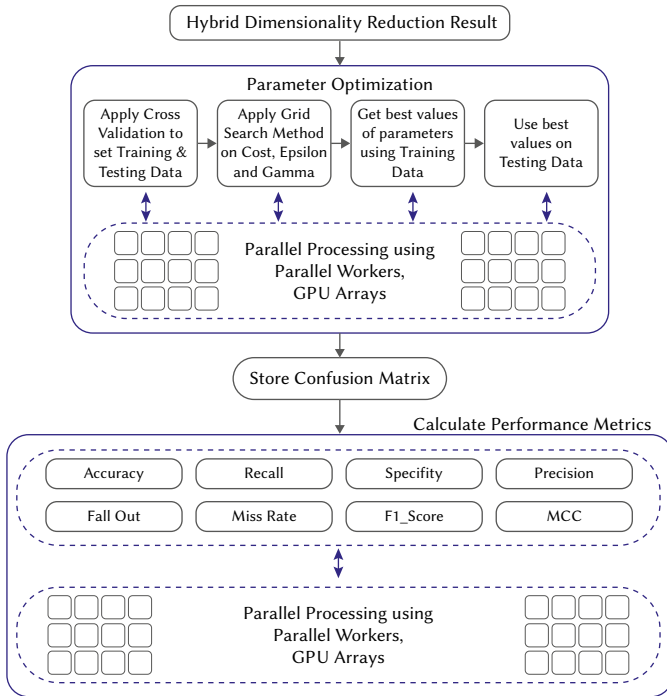 Hybrid Dimensionality Reduction Result
Parameter Optimization
Apply Cross
Validation to
set Training &
Testing Data
Apply Grid
Search Method
on Cost, Epsilon
and Gamma
Get best values
of parameters
using Training
Data
Use best
values on
Testing Data
Parallel Processing using
Parallel Workers,
GPU Arrays
Store Confusion Matrix
Calculate Performance Metrics
Accuracy
Recall
Specifity
Precision
Fall Out
Miss Rate
F1_Score
MCC
Parallel Processing using
Parallel Workers,
GPU Arrays